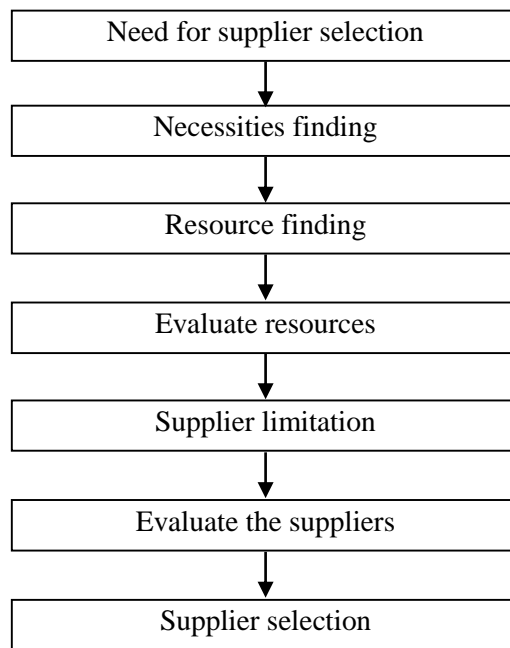 Need for supplier selection
Necessities finding
Resource finding
Evaluate resources
Supplier limitation
Evaluate the suppliers
Supplier selection